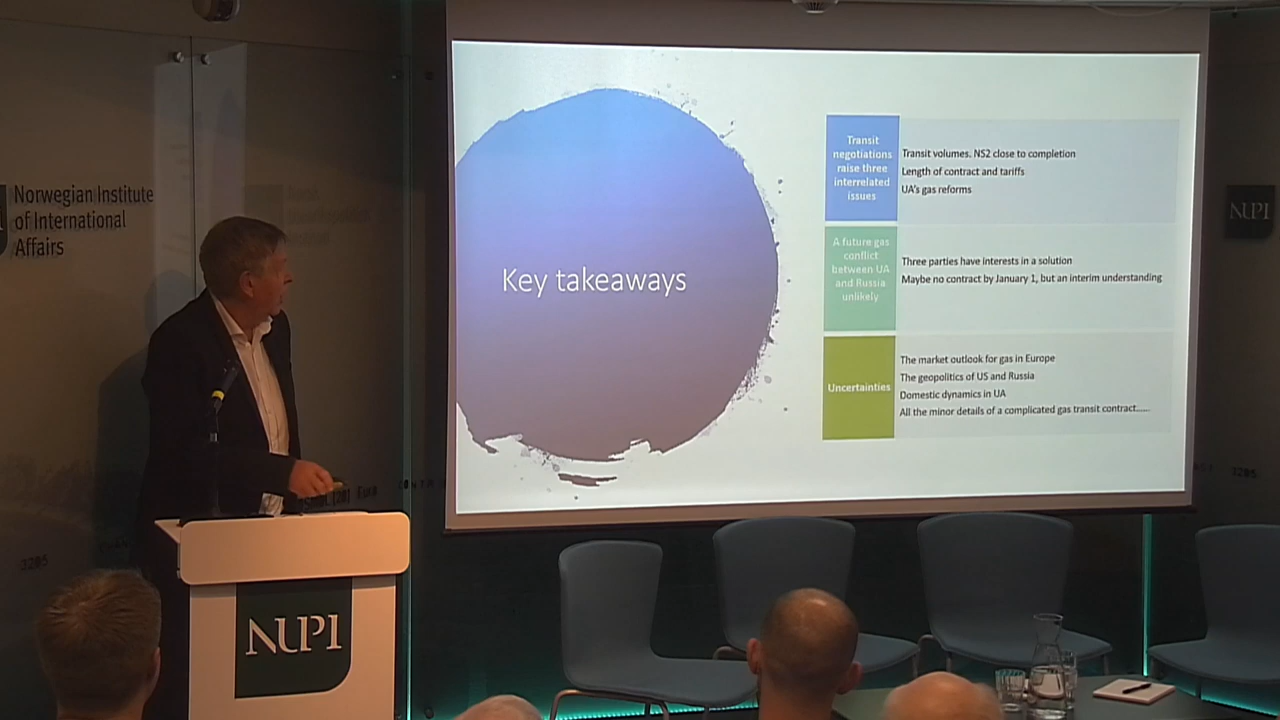 Norwegian Institute
of International
Affairs
NUPI
Key takeaways
Transit
negotiations
raise three
interrelated
issues
Transit volumes. NS2 close to completion
Length of contract and tariffs
UA's gas reforms
A future gas
conflict
between UA
and Russia
unlikely
Three parties have interests in a solution
Maybe no contract by January 1, but an interim understanding
Uncertainties
The market outlook for gas in Europe
The geopolitics of US and Russia
Domestic dynamics in UA
All the minor details of a complicated gas transit contract......
3205
3205
NUPI